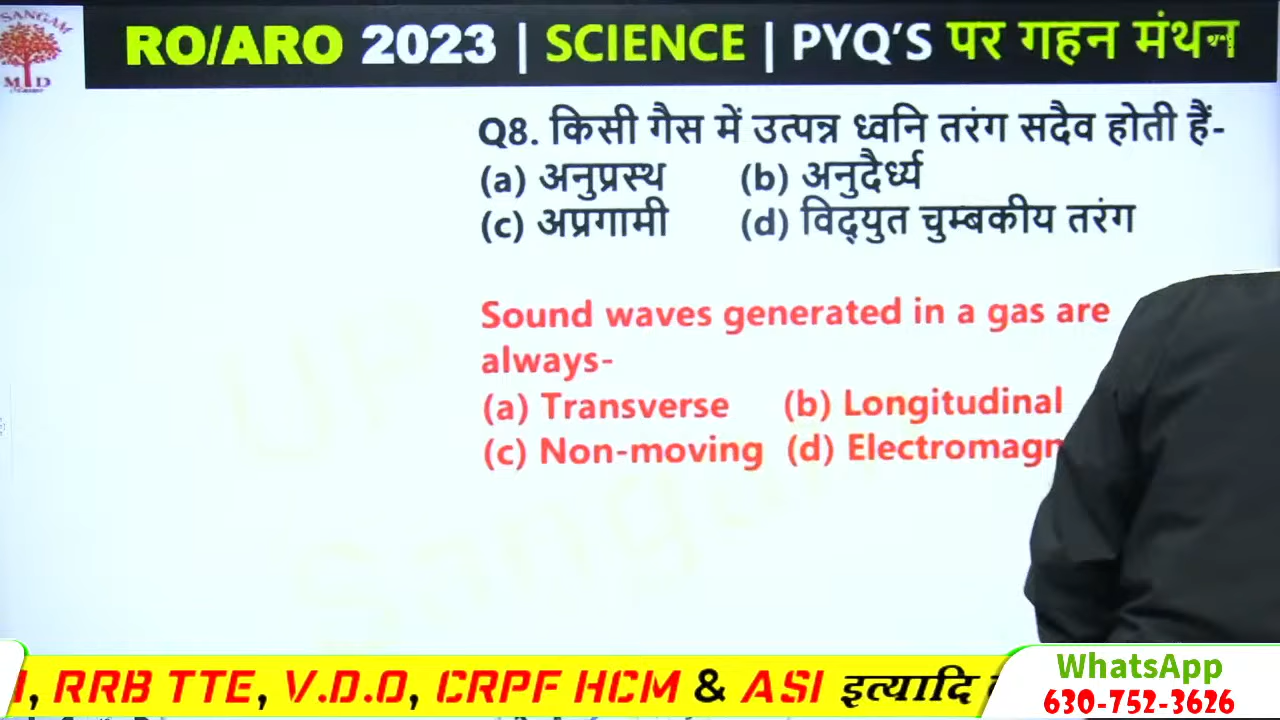 SANGAM
M D
RO/ARO 2023 | SCIENCE | PYQ'S पर गहन मंथन
Q8. किसी गैस में उत्पन्न ध्वनि तरंग सदैव होती हैं-
(a) अनुप्रस्थ (b) अनुदैर्ध्य
(c) अप्रगामी (d) विद्युत चुम्बकीय तरंग
Sound waves generated in a gas are
always-
(a) Transverse (b) Longitudinal
(c) Non-moving (d) Electromagn
RRB TTE, V.D.O, CRPF HCM & ASI इत्यादि
WhatsApp
630-752-3626